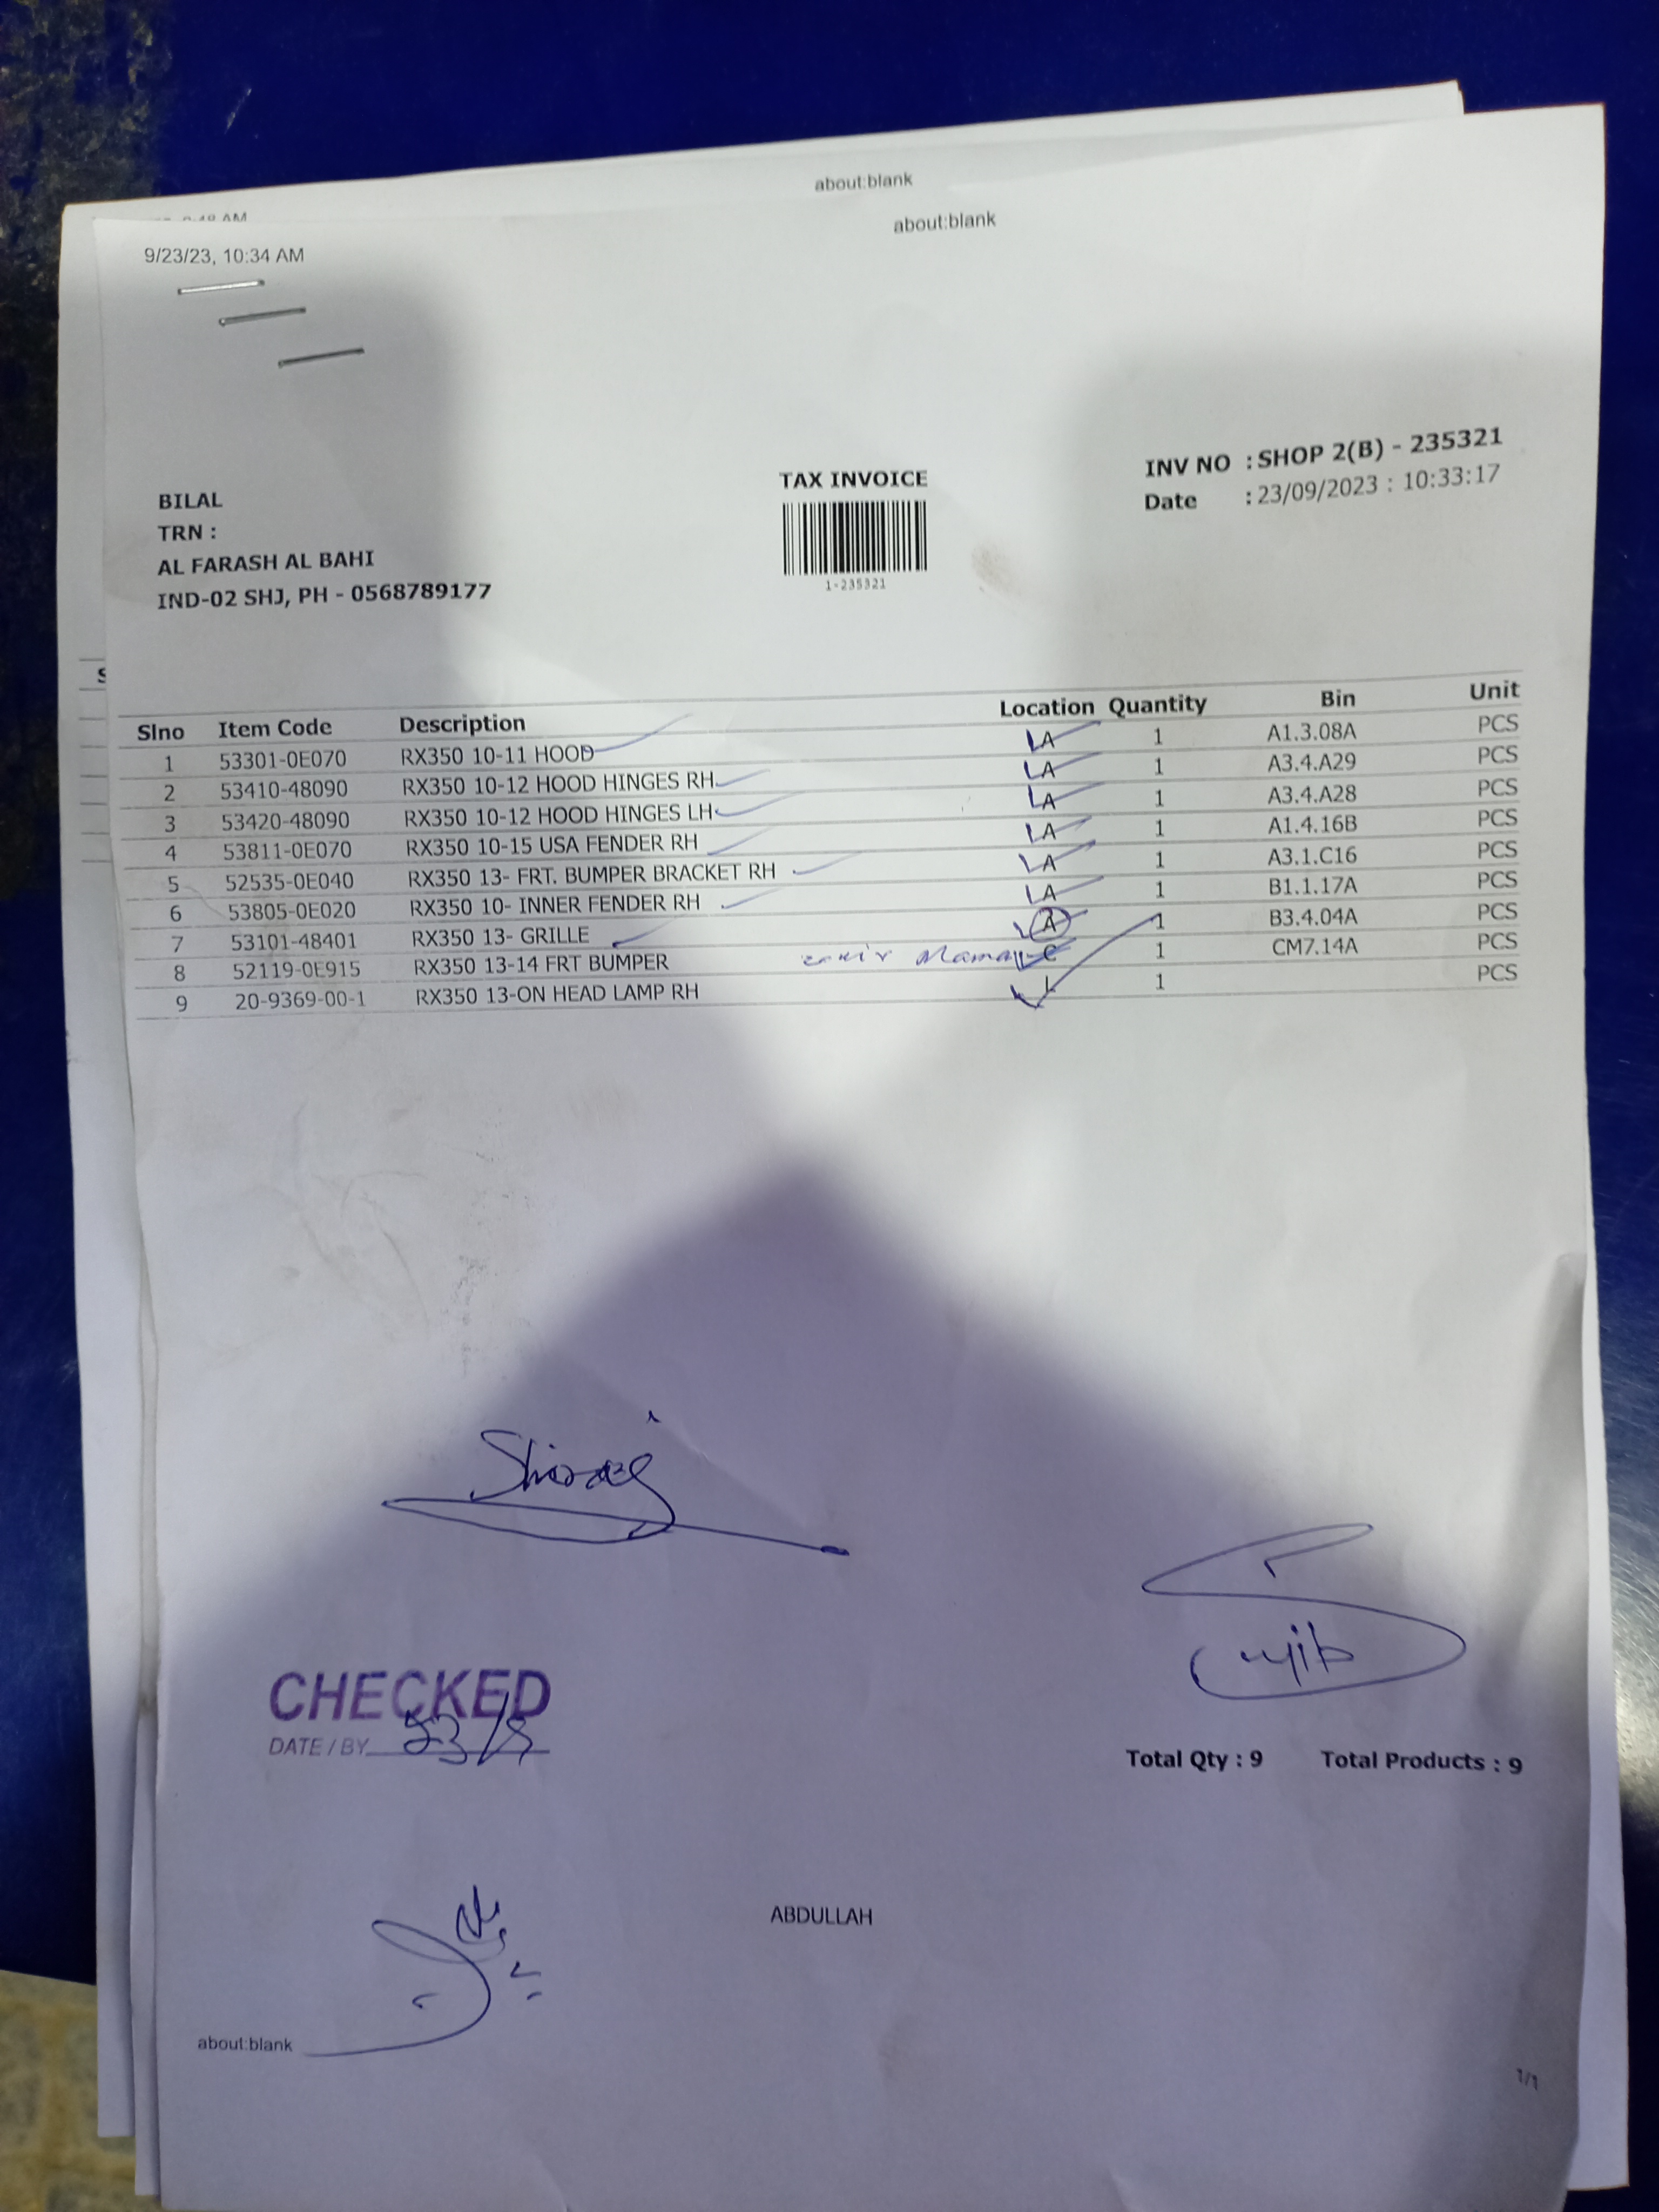 about:blank
about:blank
9/23/23, 10:34 AM
TAX INVOICE
INV NO : SHOP 2(B) - 235321
Date : 23/09/2023 : 10:33:17
1-235321
BILAL
TRN :
AL FARASH AL BAHI
IND-02 SHJ, PH - 0568789177
Slno Item Code Description Location Quantity Bin Unit
1 53301-0E070 RX350 10-11 HOOD A 1 A1.3.08A PCS
2 53410-48090 RX350 10-12 HOOD HINGES RH A 1 A3.4.A29 PCS
3 53420-48090 RX350 10-12 HOOD HINGES LH A 1 A3.4.A28 PCS
4 53811-0E070 RX350 10-15 USA FENDER RH A 1 A1.4.16B PCS
5 52535-0E040 RX350 13- FRT. BUMPER BRACKET RH A 1 A3.1.C16 PCS
6 53805-0E020 RX350 10- INNER FENDER RH A 1 B1.1.17A PCS
7 53101-48401 RX350 13- GRILLE A 1 B3.4.04A PCS
8 52119-0E915 RX350 13-14 FRT BUMPER C 1 CM7.14A PCS
9 20-9369-00-1 RX350 13-ON HEAD LAMP RH L 1 PCS
CHECKED
DATE / BY 23/9
Total Qty : 9 Total Products : 9
ABDULLAH
about:blank
1/1